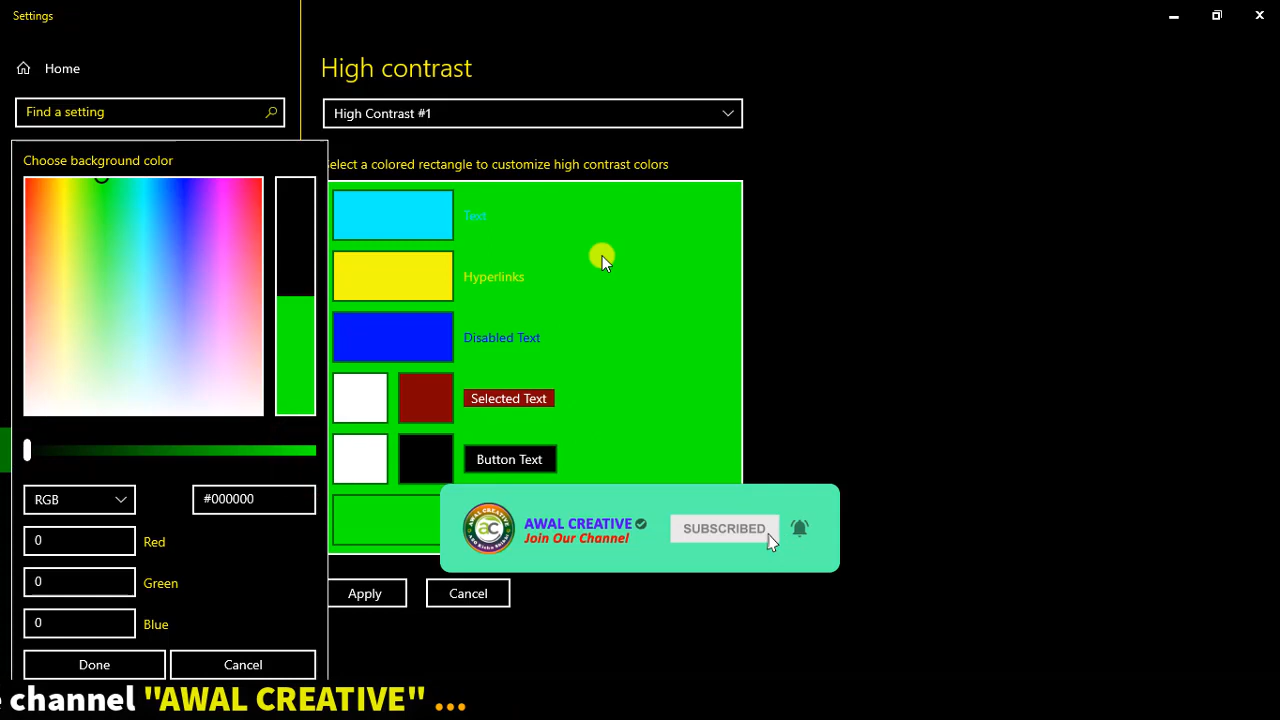 Settings
Home
Find a setting
High contrast
High Contrast #1
Choose background color
elect a colored rectangle to customize high contrast colors
Text
Hyperlinks
Disabled Text
Selected Text
Button Text
RGB
#000000
0 Red
0 Green
0 Blue
Done
Cancel
AWAL CREATIVE
Join Our Channel
SUBSCRIBED
Apply
Cancel
e channel "AWAL CREATIVE" ...